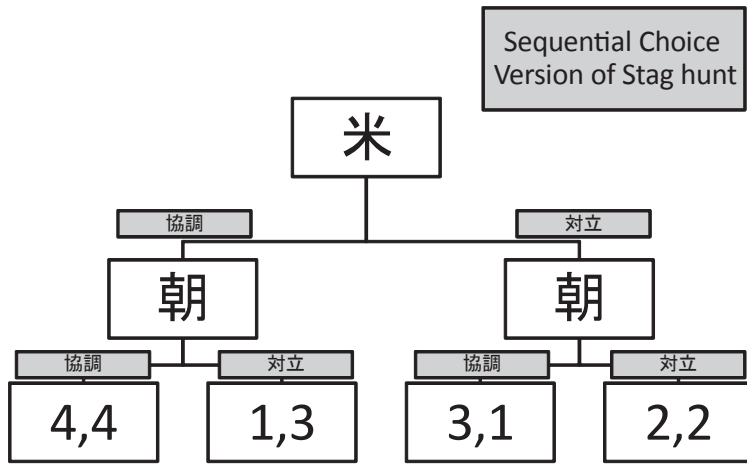 Sequential Choice
Version of Stag hunt
米
協調
対立
朝
朝
協調
対立
協調
対立
4,4
1,3
3,1
2,2